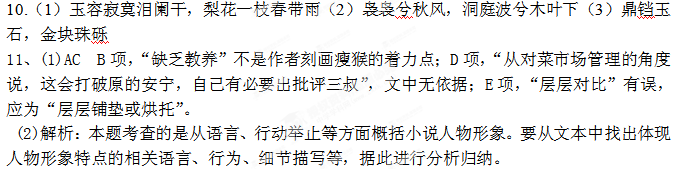 10.（1）玉容寂寞泪阑干，梨花一枝春带雨（2）袅袅兮秋风，洞庭波兮木叶下（3）鼎铛玉
石，金块珠砾
11、(1)AC  B 项，“缺乏教养”不是作者刻画瘦猴的着力点；D 项，“从对菜市场管理的角度
说，这会打破原的安宁，自己有必要出批评三叔”，文中无依据；E 项，“层层对比”有误，
应为“层层铺垫或烘托”。
(2)解析：本题考查的是从语言、行动举止等方面概括小说人物形象。要从文本中找出体现
人物形象特点的相关语言、行为、细节描写等，据此进行分析归纳。